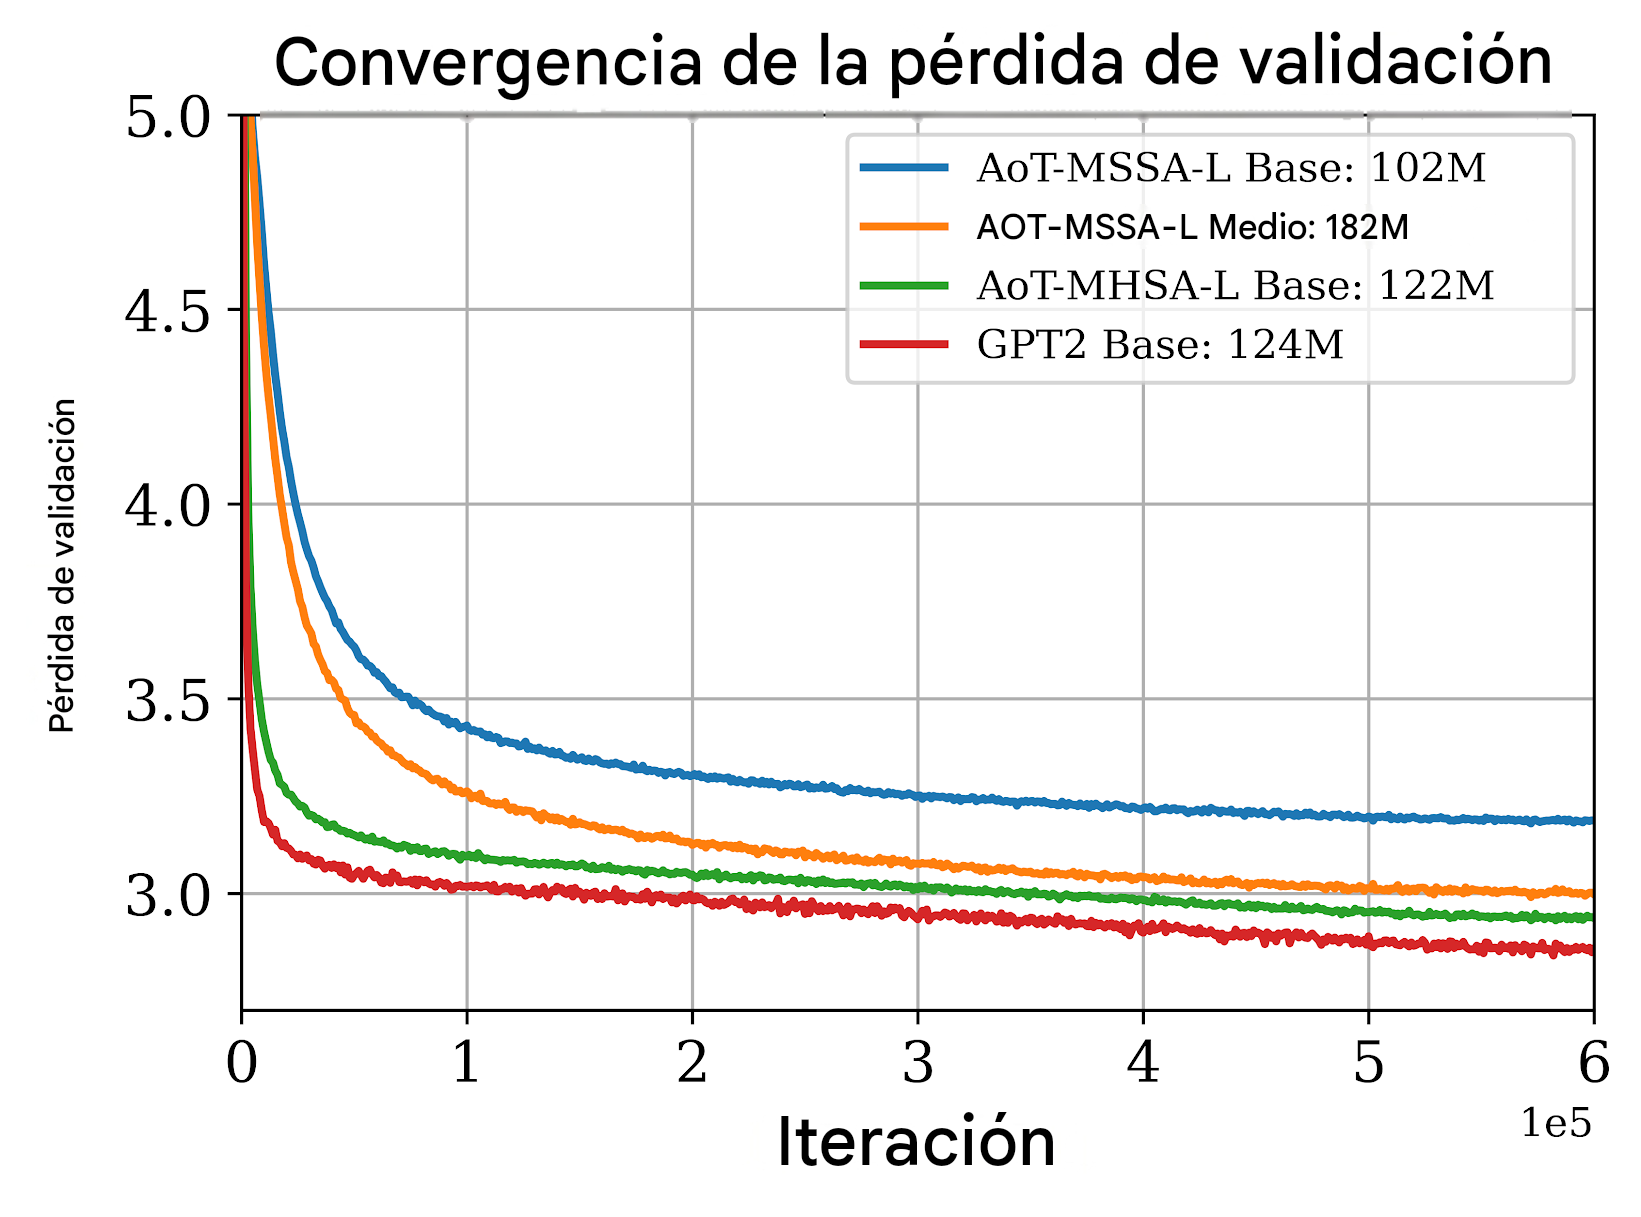 Convergencia de la pérdida de validación
5.0
4.5
4.0
3.5
3.0
Pérdida de validación
AoT-MSSA-L Base: 102M
AOT-MSSA-L Medio: 182M
AoT-MHSA-L Base: 122M
GPT2 Base: 124M
0 1 2 3 4 5 6
1e5
Iteración